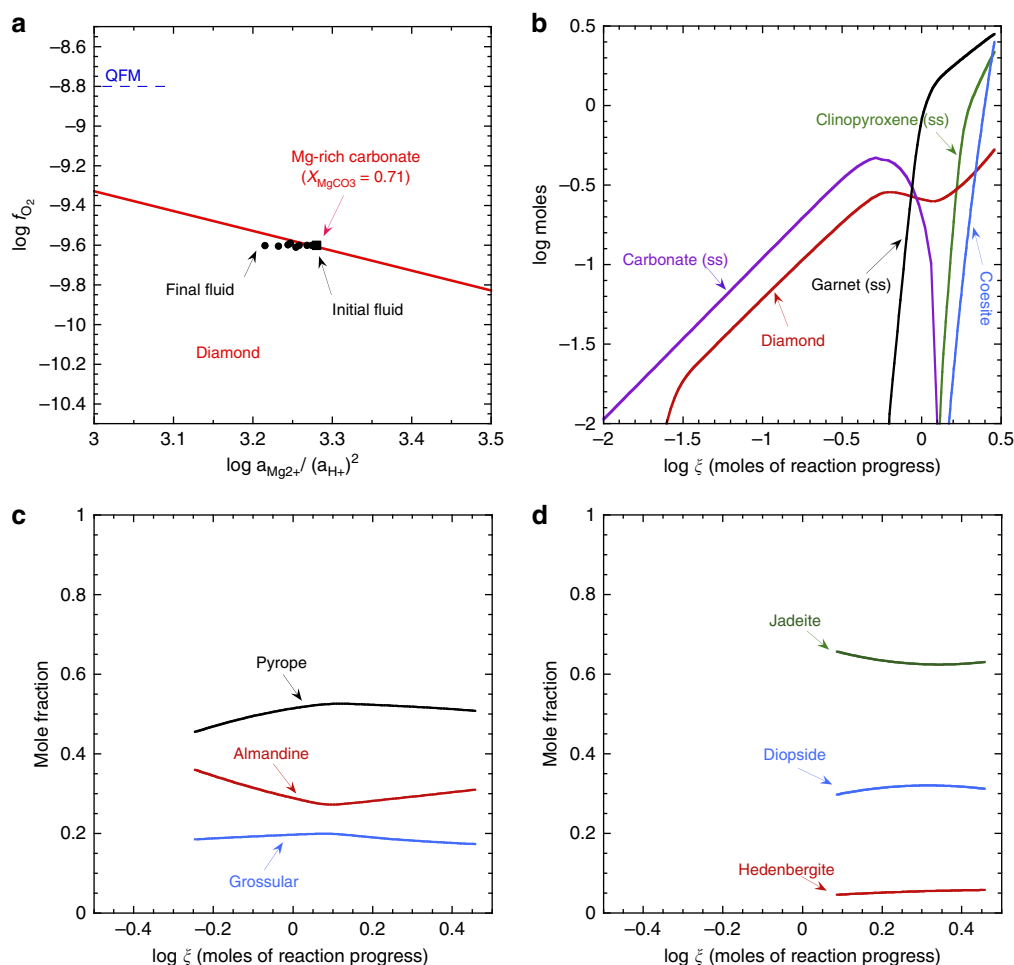 a
−8.6
−8.8
−9
−9.2
−9.4
−9.6
−9.8
−10
−10.2
−10.4
log fO2
QFM
Mg-rich carbonate
(XMgCO3 = 0.71)
Final fluid
Initial fluid
Diamond
3
3.1
3.2
3.3
3.4
3.5
log aMg2+/ (aH+)2
b
0.5
0
−0.5
−1
−1.5
−2
log moles
Clinopyroxene (ss)
Carbonate (ss)
Garnet (ss)
Diamond
Coesite
−2
−1.5
−1
−0.5
0
0.5
log ξ (moles of reaction progress)
c
1
0.8
0.6
0.4
0.2
0
Mole fraction
Pyrope
Almandine
Grossular
−0.4
−0.2
0
0.2
0.4
log ξ (moles of reaction progress)
d
1
0.8
0.6
0.4
0.2
0
Mole fraction
Jadeite
Diopside
Hedenbergite
−0.4
−0.2
0
0.2
0.4
log ξ (moles of reaction progress)